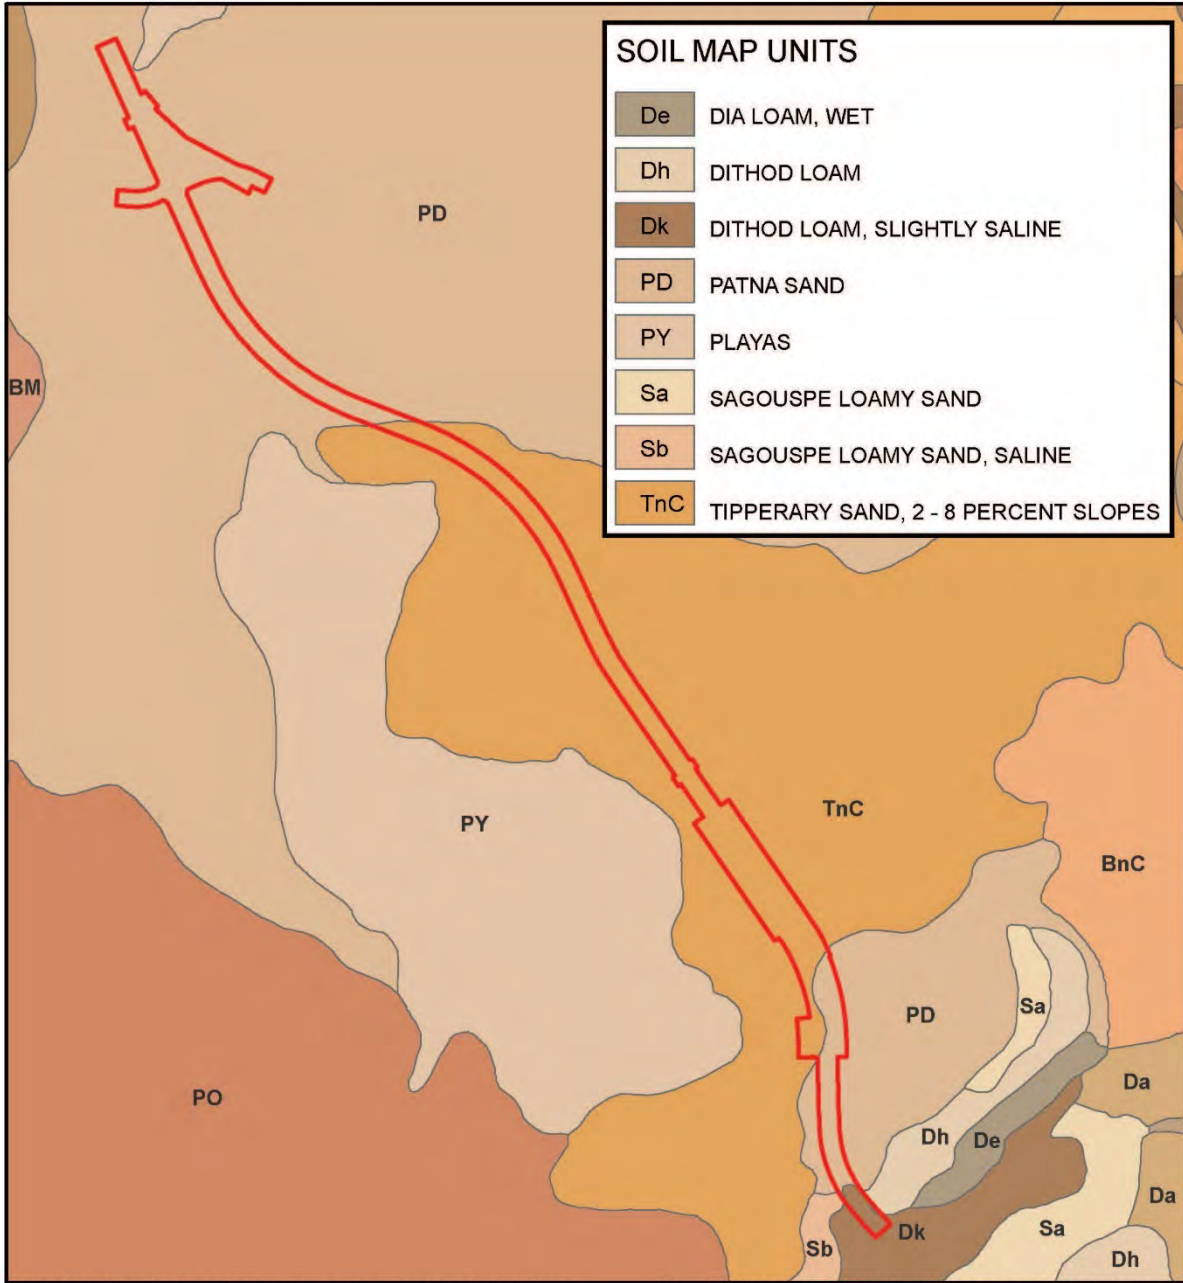 SOIL MAP UNITS
De DIA LOAM, WET
Dh DITHOD LOAM
Dk DITHOD LOAM, SLIGHTLY SALINE
PD PATNA SAND
PY PLAYAS
Sa SAGOUSPE LOAMY SAND
Sb SAGOUSPE LOAMY SAND, SALINE
TnC TIPPERARY SAND, 2 - 8 PERCENT SLOPES
PD
BM
PY
TnC
BnC
PD
Sa
PO
Da
Dh
De
Da
Dk
Sa
Sb
Dh